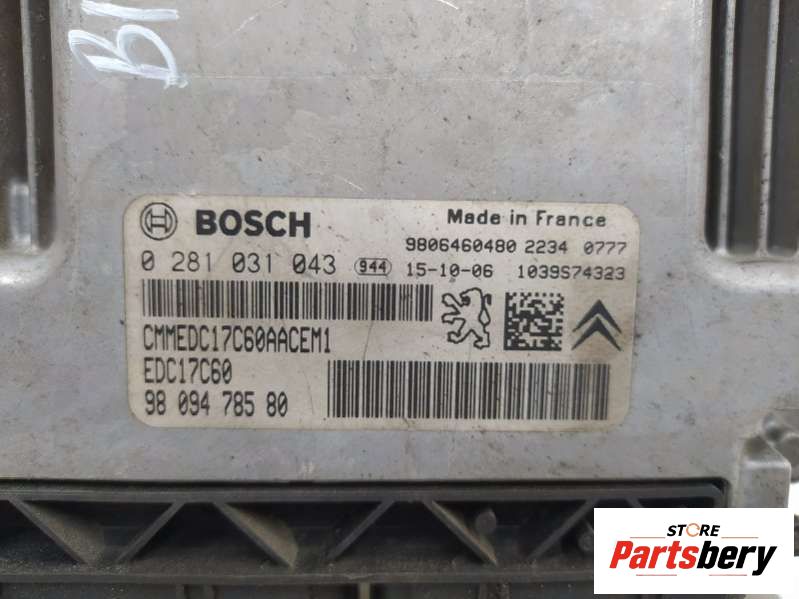 BOSCH
Made in France
9806460480 2234 0777
0 281 031 043 944 15-10-06 1039S74323
CMMEDC17C60AACEM1
EDC17C60
98 094 785 80
STORE
Partsbery